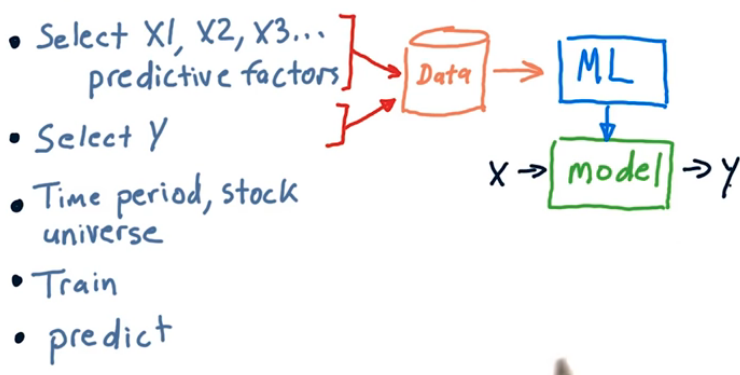 • Select X1, X2, X3...
predictive factors
• Select Y
• Time period, stock
universe
• Train
• predict
Data
ML
X → model → Y